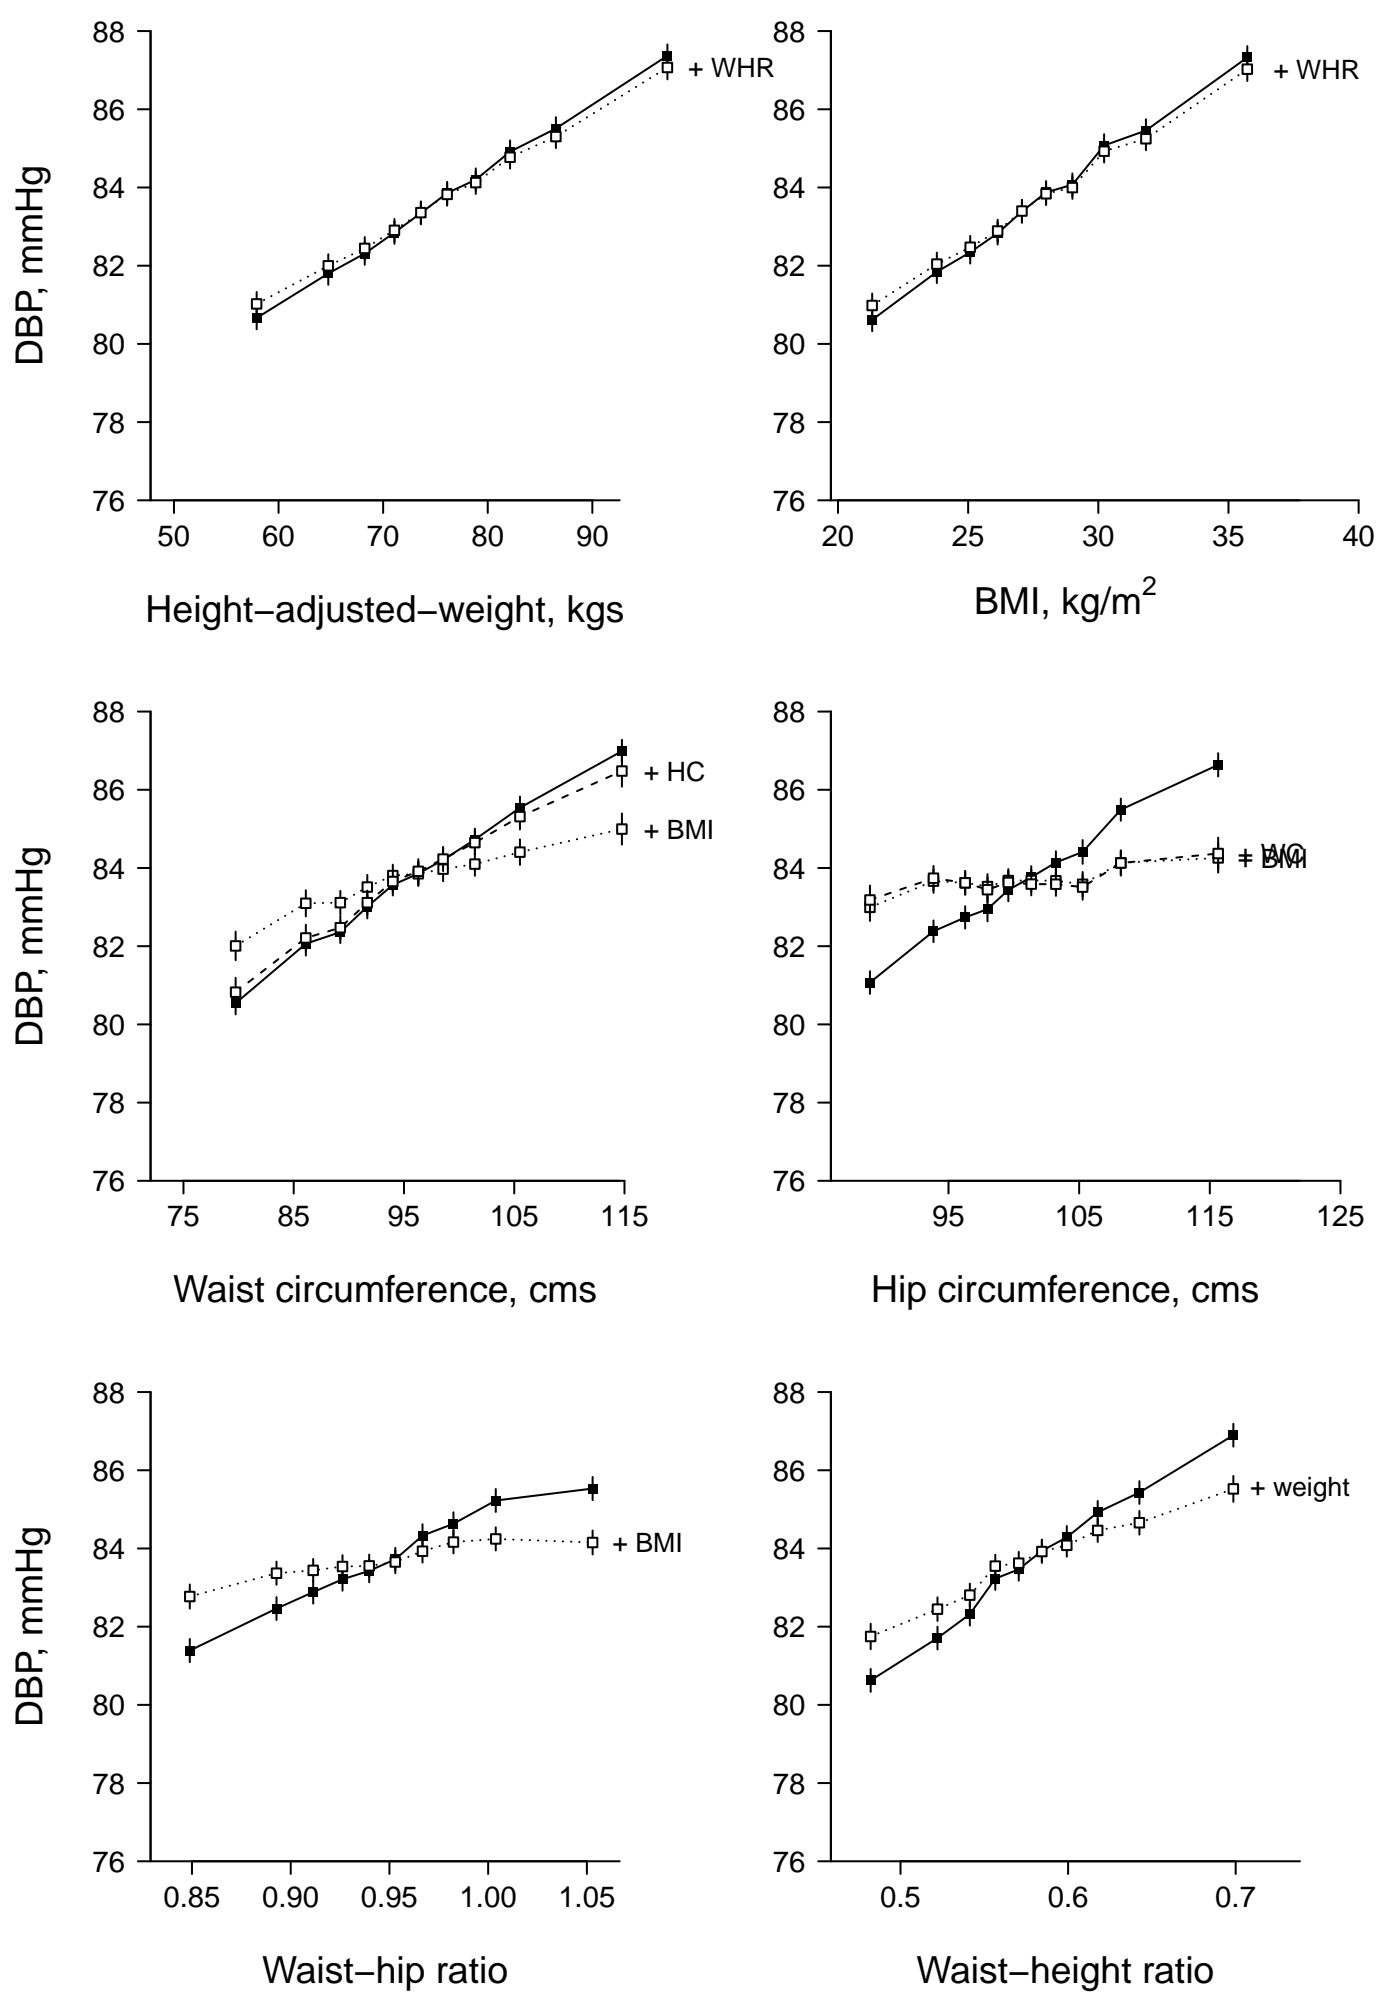 88
86
84
82
80
78
76
DBP, mmHg
+ WHR
50 60 70 80 90
Height−adjusted−weight, kgs
88
86
84
82
80
78
76
+ WHR
20 25 30 35 40
BMI, kg/m²
88
86
84
82
80
78
76
DBP, mmHg
+ HC
+ BMI
75 85 95 105 115
Waist circumference, cms
88
86
84
82
80
78
76
+ WC
+ BMI
95 105 115 125
Hip circumference, cms
88
86
84
82
80
78
76
DBP, mmHg
+ BMI
0.85 0.90 0.95 1.00 1.05
Waist−hip ratio
88
86
84
82
80
78
76
+ weight
0.5 0.6 0.7
Waist−height ratio